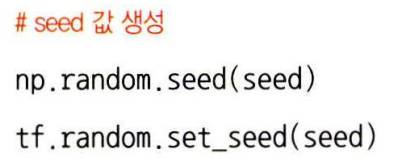 # seed 값 생성
np.random.seed(seed)
tf.random.set_seed(seed)